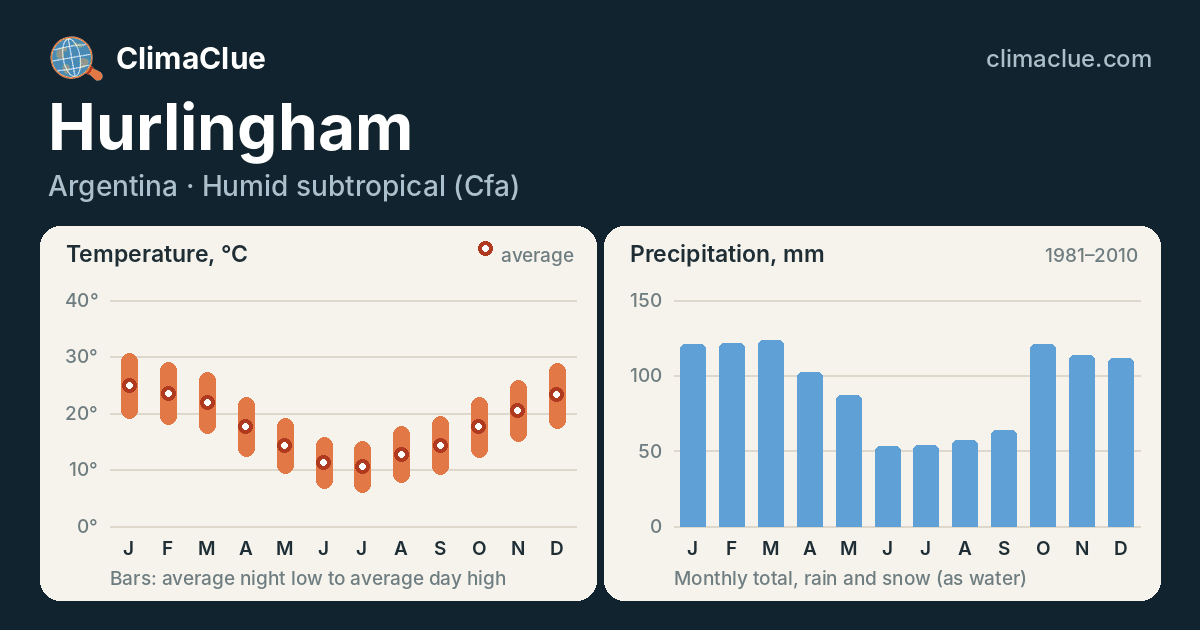 ClimaClue
climaclue.com
Hurlingham
Argentina · Humid subtropical (Cfa)
Temperature, °C
average
40°
30°
20°
10°
0°
J F M A M J J A S O N D
Bars: average night low to average day high
Precipitation, mm
1981–2010
150
100
50
0
J F M A M J J A S O N D
Monthly total, rain and snow (as water)